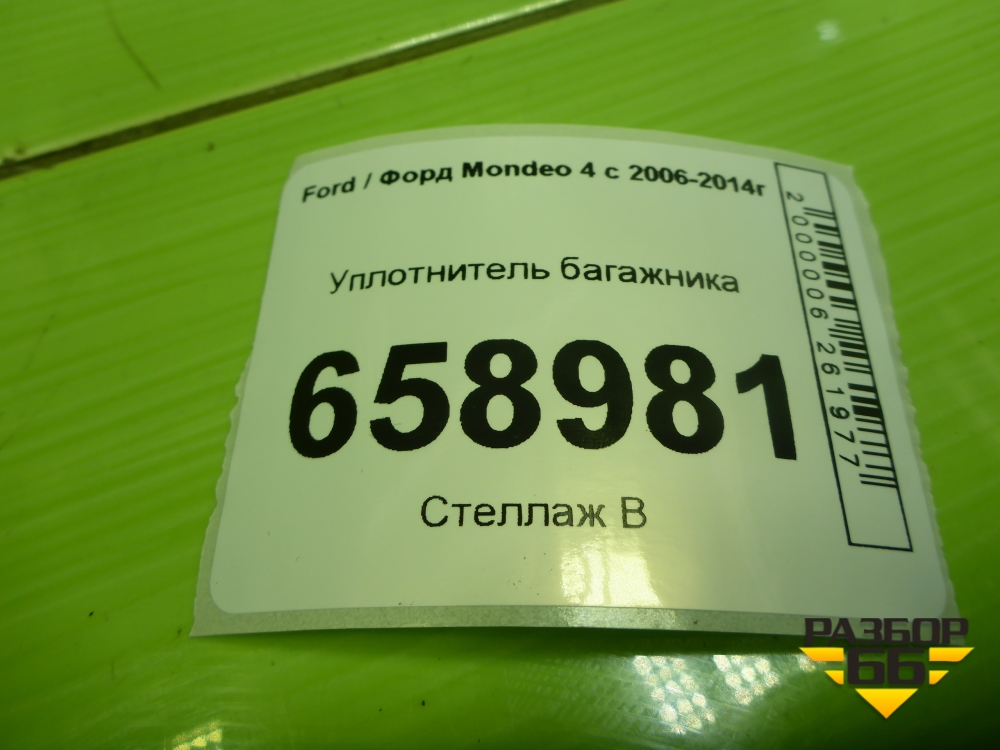 Ford / Форд Mondeo 4 с 2006-2014г
Уплотнитель багажника
658981
Стеллаж В
2000006261977
РАЗБОР
66